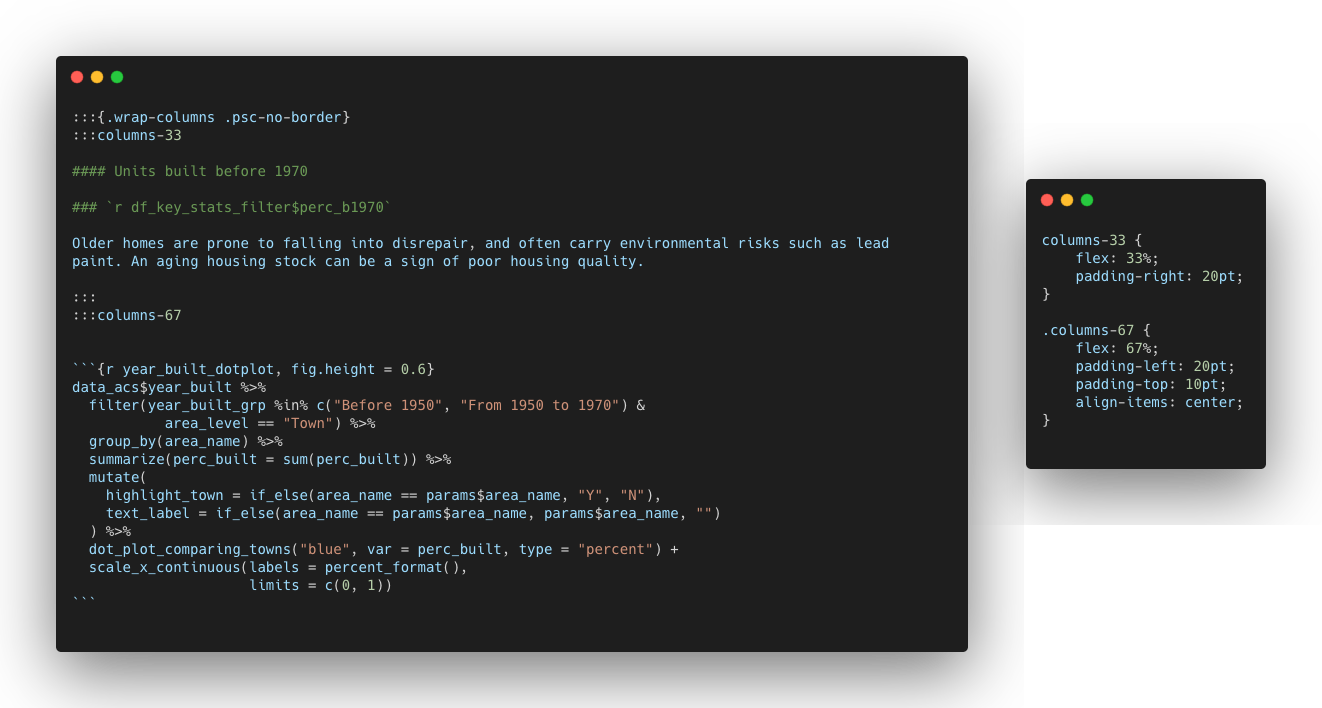 :::{.wrap-columns .psc-no-border}
:::columns-33
#### Units built before 1970
### `r df_key_stats_filter$perc_b1970`
Older homes are prone to falling into disrepair, and often carry environmental risks such as lead
paint. An aging housing stock can be a sign of poor housing quality.
:::
:::columns-67
```{r year_built_dotplot, fig.height = 0.6}
data_acs$year_built %>%
  filter(year_built_grp %in% c("Before 1950", "From 1950 to 1970") &
           area_level == "Town") %>%
  group_by(area_name) %>%
  summarize(perc_built = sum(perc_built)) %>%
  mutate(
    highlight_town = if_else(area_name == params$area_name, "Y", "N"),
    text_label = if_else(area_name == params$area_name, params$area_name, "")
  ) %>%
  dot_plot_comparing_towns("blue", var = perc_built, type = "percent") +
  scale_x_continuous(labels = percent_format(),
                     limits = c(0, 1))
```
columns-33 {
    flex: 33%;
    padding-right: 20pt;
}
.columns-67 {
    flex: 67%;
    padding-left: 20pt;
    padding-top: 10pt;
    align-items: center;
}